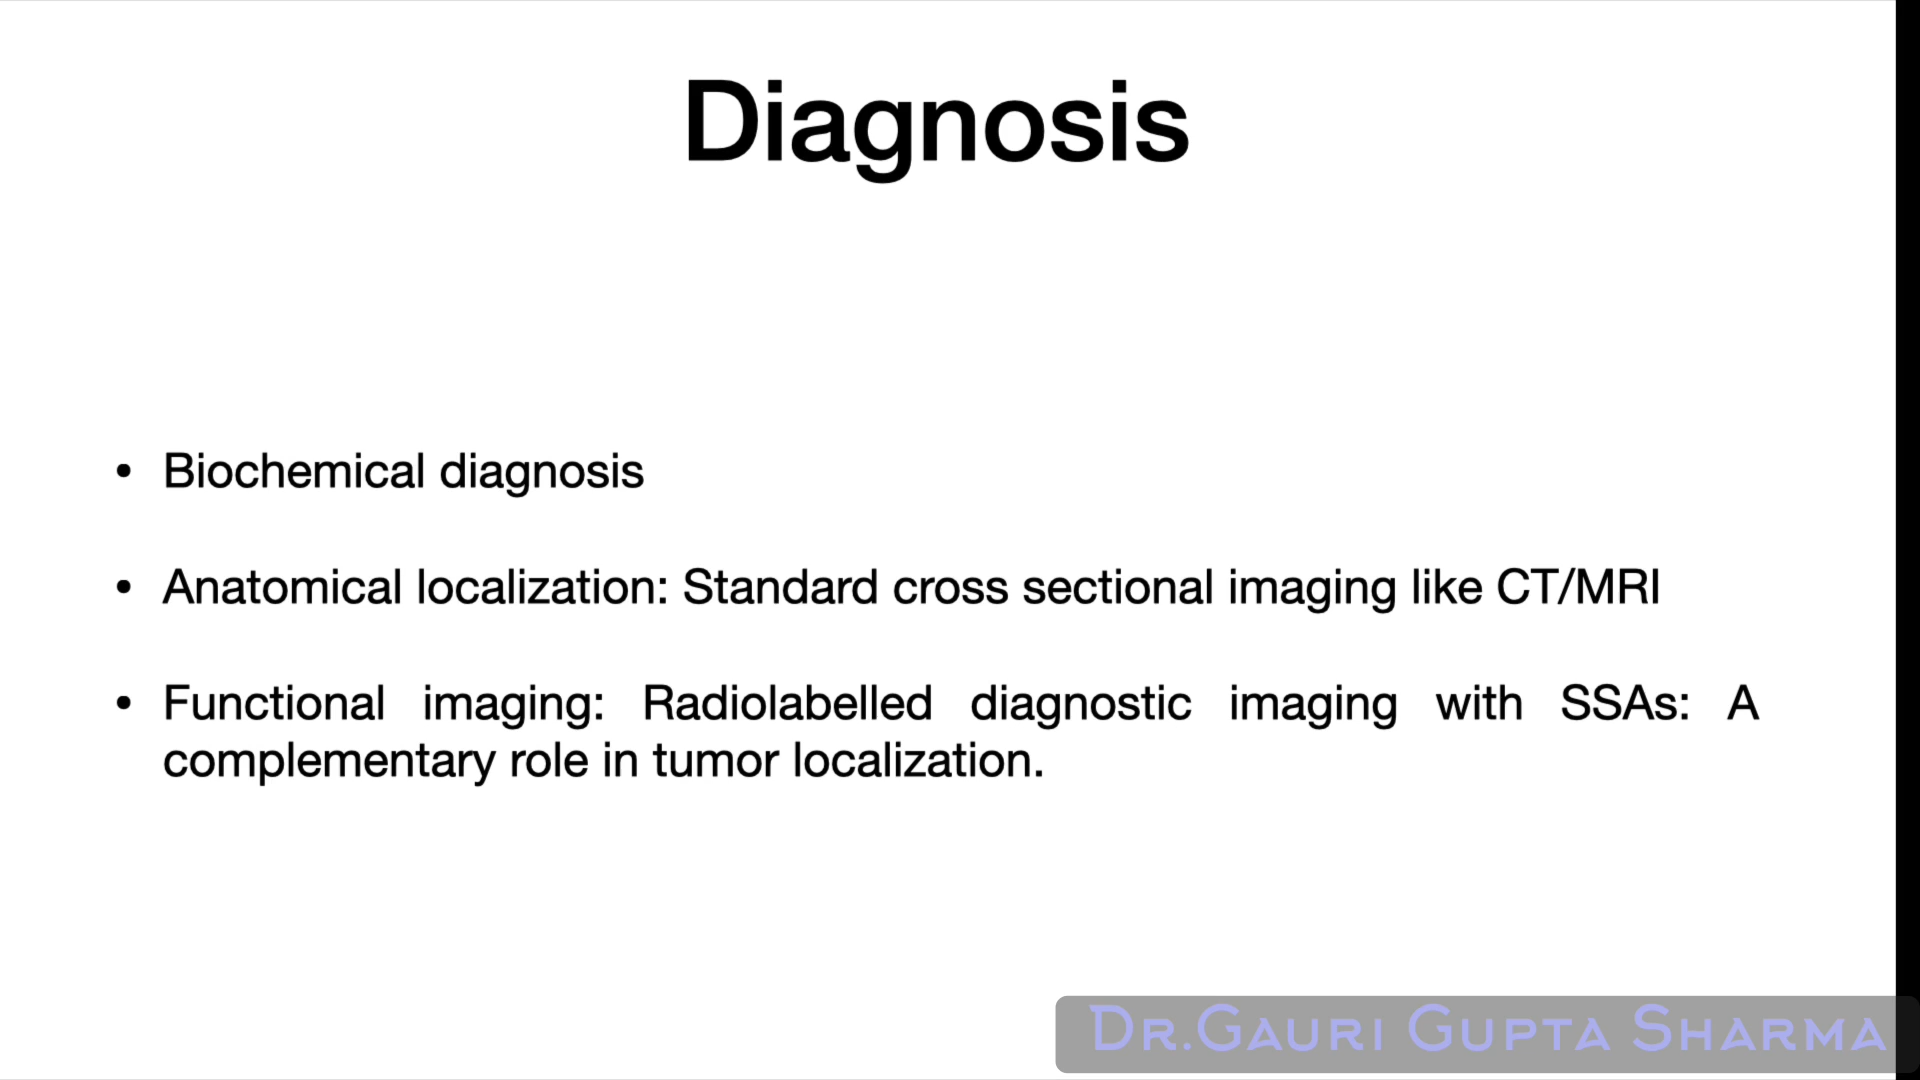 Diagnosis
• Biochemical diagnosis
• Anatomical localization: Standard cross sectional imaging like CT/MRI
• Functional imaging: Radiolabelled diagnostic imaging with SSAs: A
complementary role in tumor localization.
Dr.Gauri Gupta Sharma